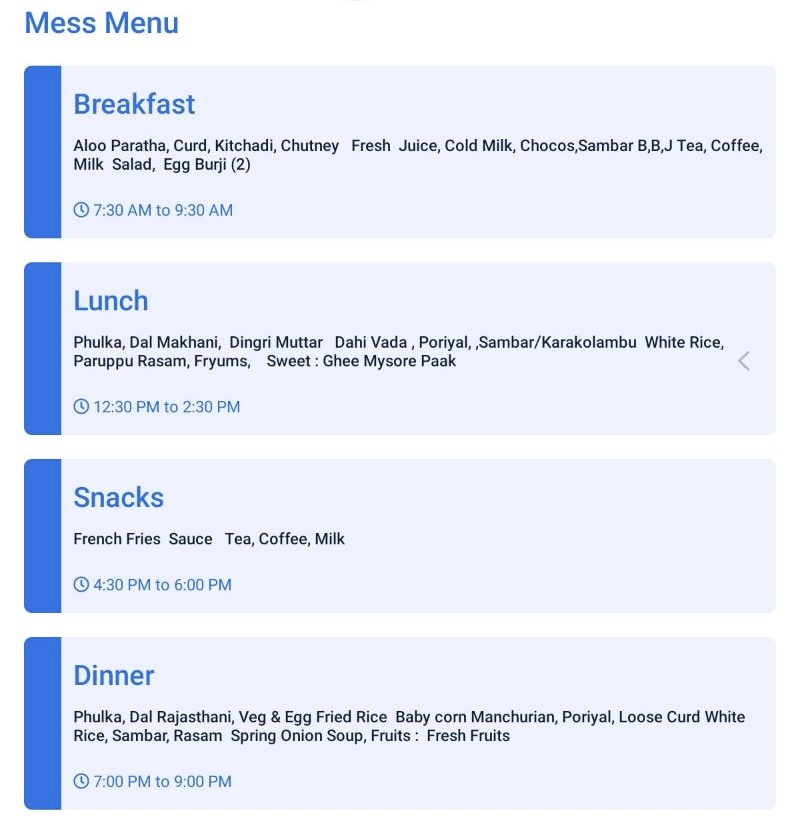 Mess Menu
Breakfast
Aloo Paratha, Curd, Kitchadi, Chutney   Fresh  Juice, Cold Milk, Chocos,Sambar B,B,J Tea, Coffee,
Milk  Salad,  Egg Burji (2)
7:30 AM to 9:30 AM
Lunch
Phulka, Dal Makhani,  Dingri Muttar   Dahi Vada , Poriyal, ,Sambar/Karakolambu  White Rice,
Paruppu Rasam, Fryums,    Sweet : Ghee Mysore Paak
12:30 PM to 2:30 PM
Snacks
French Fries  Sauce   Tea, Coffee, Milk
4:30 PM to 6:00 PM
Dinner
Phulka, Dal Rajasthani, Veg & Egg Fried Rice  Baby corn Manchurian, Poriyal, Loose Curd White
Rice, Sambar, Rasam  Spring Onion Soup, Fruits :  Fresh Fruits
7:00 PM to 9:00 PM